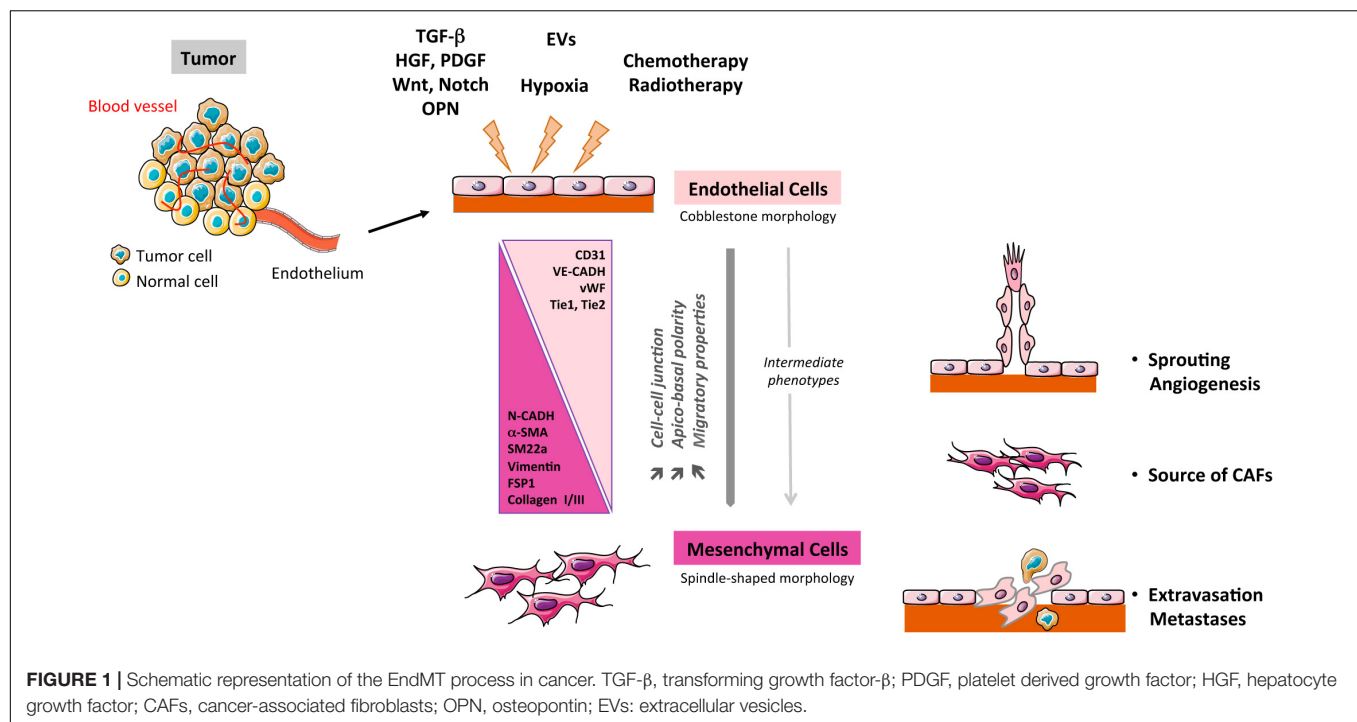 Tumor
Blood vessel
Tumor cell
Normal cell
Endothelium
TGF-β
HGF, PDGF
Wnt, Notch
OPN
EVs
Hypoxia
Chemotherapy
Radiotherapy
Endothelial Cells
Cobblestone morphology
CD31
VE-CADH
vWF
Tie1, Tie2
N-CADH
α-SMA
SM22a
Vimentin
FSP1
Collagen I/III
Cell-cell junction
Apico-basal polarity
Migratory properties
Intermediate
phenotypes
Mesenchymal Cells
Spindle-shaped morphology
• Sprouting
Angiogenesis
• Source of CAFs
• Extravasation
Metastases
FIGURE 1 | Schematic representation of the EndMT process in cancer. TGF-β, transforming growth factor-β; PDGF, platelet derived growth factor; HGF, hepatocyte
growth factor; CAFs, cancer-associated fibroblasts; OPN, osteopontin; EVs: extracellular vesicles.